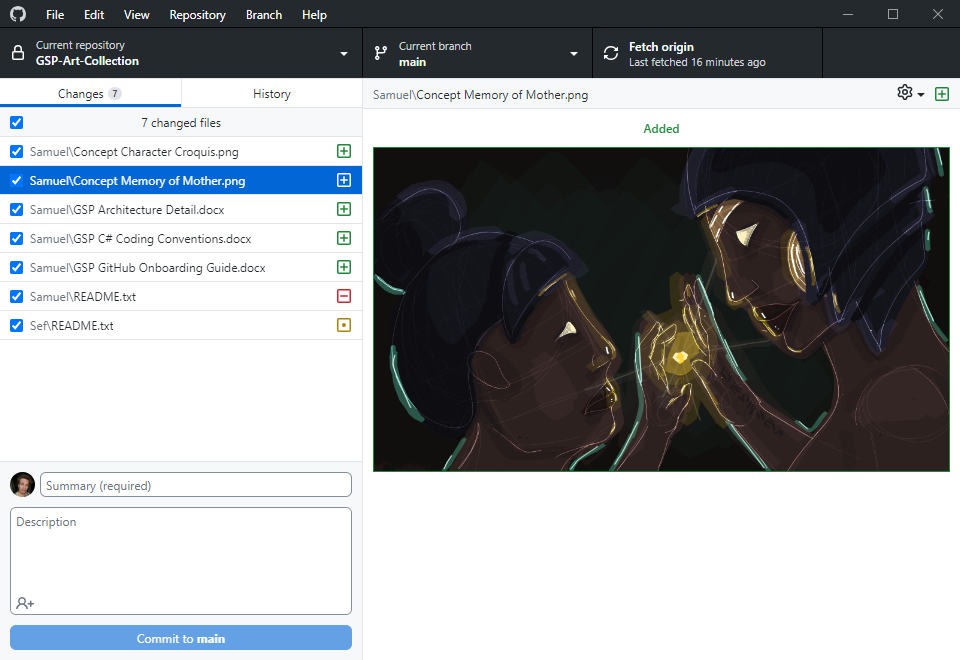 File Edit View Repository Branch Help
Current repository
GSP-Art-Collection
Current branch
main
Fetch origin
Last fetched 16 minutes ago
Changes 7 History
7 changed files
Samuel\Concept Character Croquis.png
Samuel\Concept Memory of Mother.png
Samuel\GSP Architecture Detail.docx
Samuel\GSP C# Coding Conventions.docx
Samuel\GSP GitHub Onboarding Guide.docx
Samuel\README.txt
Sef\README.txt
Summary (required)
Description
Commit to main
Samuel\Concept Memory of Mother.png
Added